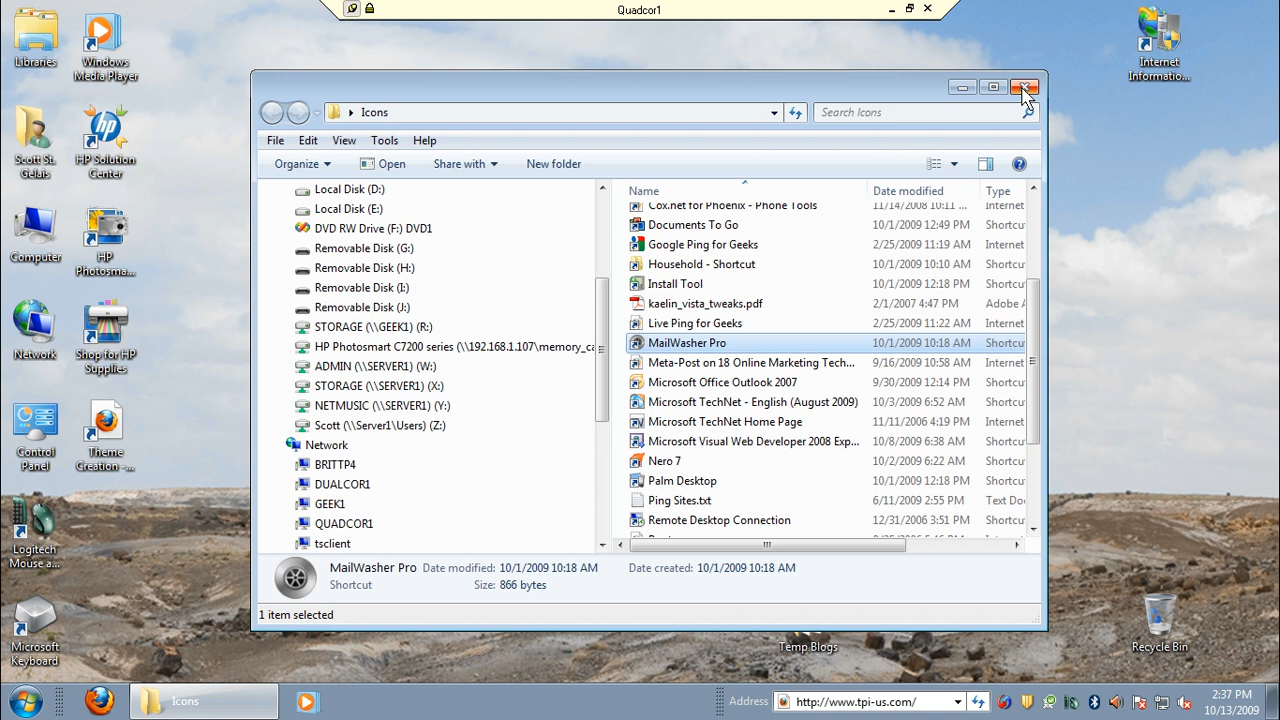 Quadcor1
Libraries
Windows Media Player
Internet Informatio...
Scott St. Gelais
HP Solution Center
Computer
HP Photosma...
Network
Shop for HP Supplies
Control Panel
Theme Creation -...
Logitech Mouse a...
Microsoft Keyboard
Icons
Search Icons
File Edit View Tools Help
Organize Open Share with New folder
Local Disk (D:)
Local Disk (E:)
DVD RW Drive (F:) DVD1
Removable Disk (G:)
Removable Disk (H:)
Removable Disk (I:)
Removable Disk (J:)
STORAGE (\\GEEK1) (R:)
HP Photosmart C7200 series (\\192.168.1.107\memory_ca
ADMIN (\\SERVER1) (W:)
STORAGE (\\SERVER1) (X:)
NETMUSIC (\\SERVER1) (Y:)
Scott (\\Server1\Users) (Z:)
Network
BRITTP4
DUALCOR1
GEEK1
QUADCOR1
tsclient
Name Date modified Type
Cox.net for Phoenix - Phone Tools 11/14/2008 10:11 ... Internet
Documents To Go 10/1/2009 12:49 PM Shortcu
Google Ping for Geeks 2/25/2009 11:19 AM Internet
Household - Shortcut 10/1/2009 10:10 AM Shortcu
Install Tool 10/1/2009 12:18 PM Shortcu
kaelin_vista_tweaks.pdf 2/1/2007 4:47 PM Adobe A
Live Ping for Geeks 2/25/2009 11:22 AM Internet
MailWasher Pro 10/1/2009 10:18 AM Shortcu
Meta-Post on 18 Online Marketing Tech... 9/16/2009 10:58 AM Internet
Microsoft Office Outlook 2007 9/30/2009 12:14 PM Shortcu
Microsoft TechNet - English (August 2009) 10/3/2009 6:52 AM Shortcu
Microsoft TechNet Home Page 11/11/2006 4:19 PM Internet
Microsoft Visual Web Developer 2008 Exp... 10/8/2009 6:38 AM Shortcu
Nero 7 10/2/2009 6:22 AM Shortcu
Palm Desktop 10/1/2009 12:18 PM Shortcu
Ping Sites.txt 6/11/2009 2:55 PM Text Do
Remote Desktop Connection 12/31/2006 3:51 PM Shortcu
MailWasher Pro Date modified: 10/1/2009 10:18 AM Date created: 10/1/2009 10:18 AM
Shortcut Size: 866 bytes
1 item selected
Temp Blogs
Recycle Bin
Icons
Address http://www.tpi-us.com/
2:37 PM
10/13/2009